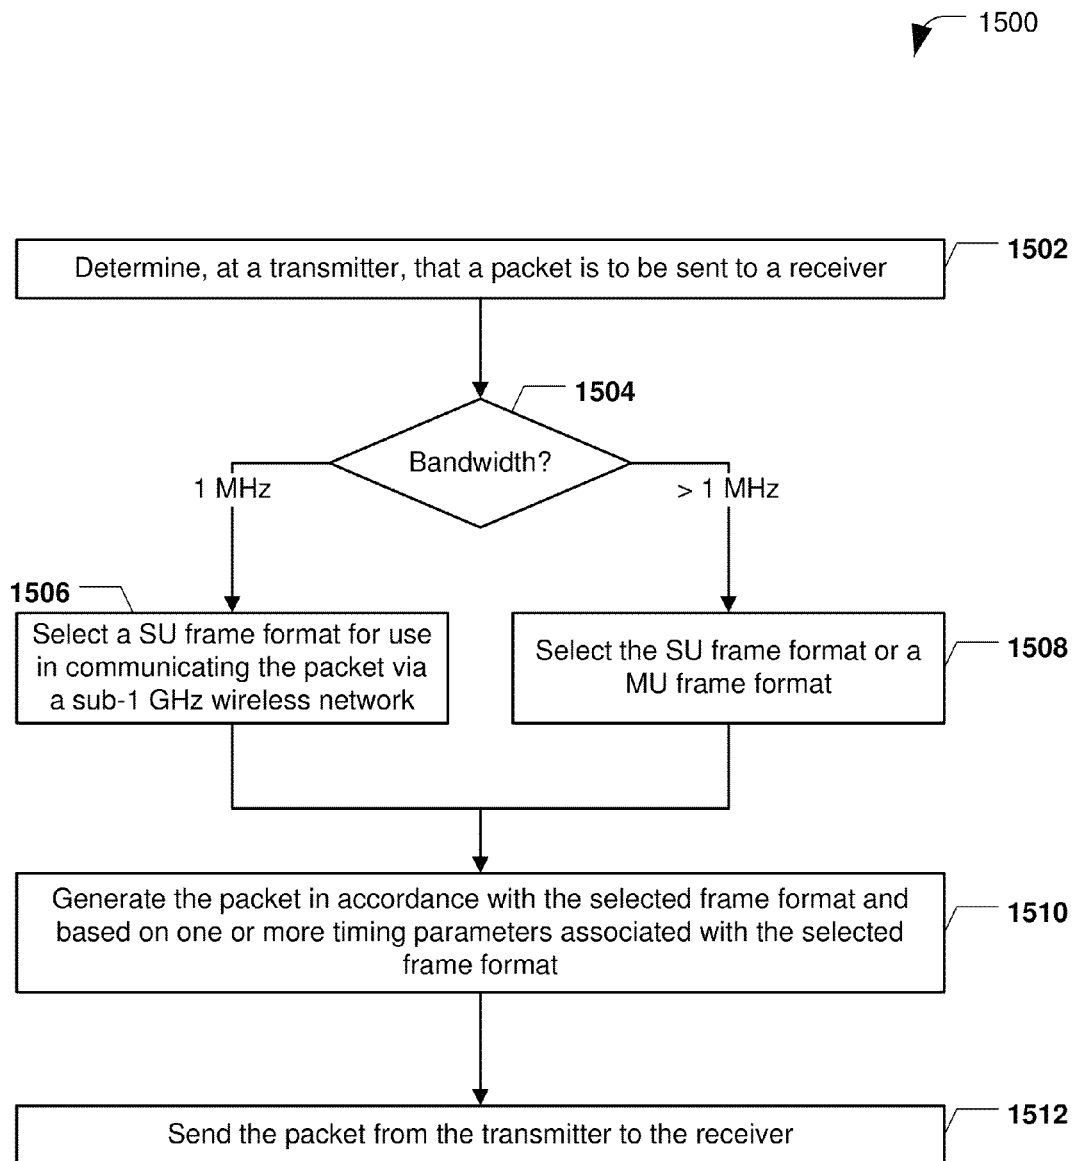 1500
Determine, at a transmitter, that a packet is to be sent to a receiver
1502
1504
Bandwidth?
1 MHz
> 1 MHz
1506
Select a SU frame format for use
in communicating the packet via
a sub-1 GHz wireless network
Select the SU frame format or a
MU frame format
1508
Generate the packet in accordance with the selected frame format and
based on one or more timing parameters associated with the selected
frame format
1510
Send the packet from the transmitter to the receiver
1512